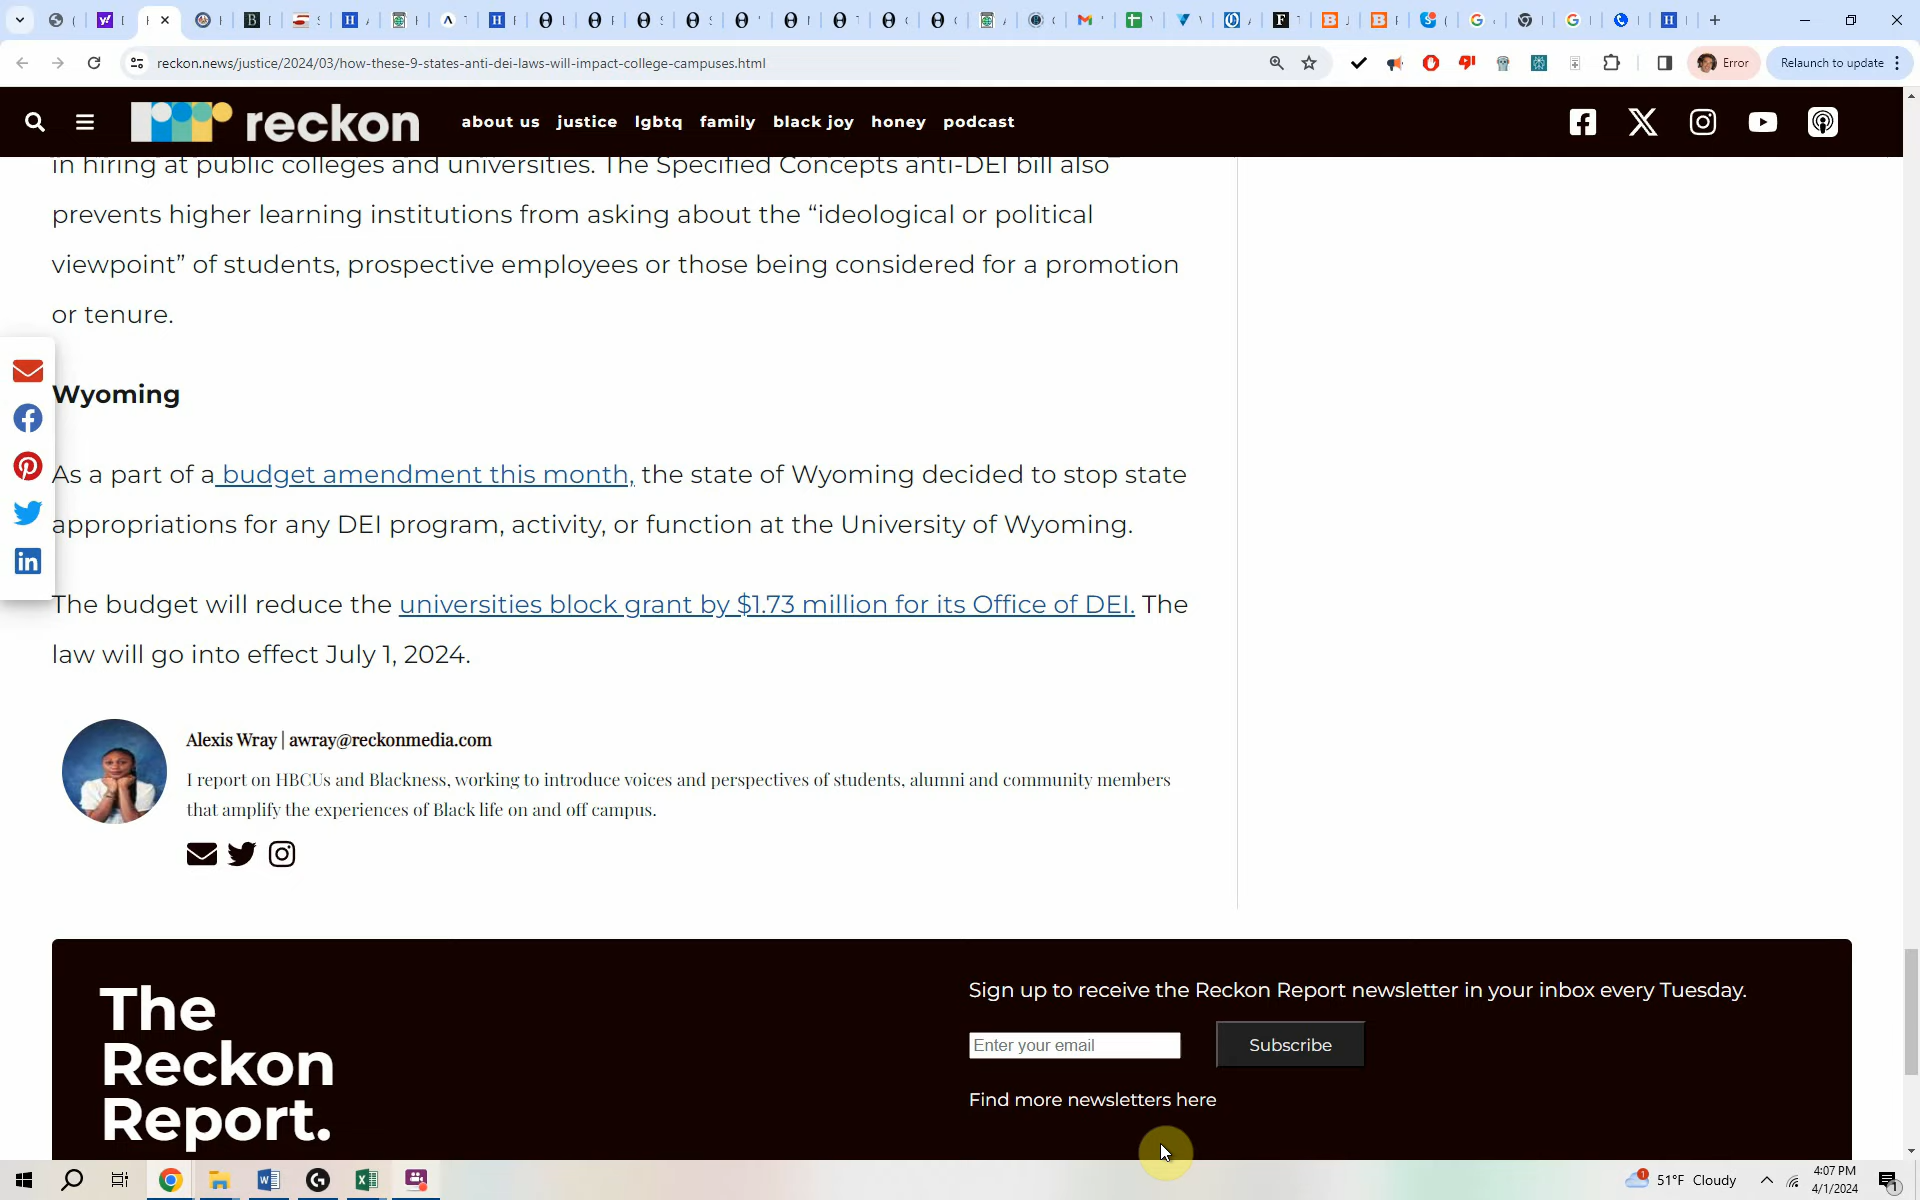 reckon.news/justice/2024/03/how-these-9-states-anti-dei-laws-will-impact-college-campuses.html
Error
Relaunch to update
reckon
about us justice lgbtq family black joy honey podcast
in hiring at public colleges and universities. The Specified Concepts anti-DEI bill also
prevents higher learning institutions from asking about the “ideological or political
viewpoint” of students, prospective employees or those being considered for a promotion
or tenure.
Wyoming
As a part of a budget amendment this month, the state of Wyoming decided to stop state
appropriations for any DEI program, activity, or function at the University of Wyoming.
The budget will reduce the universities block grant by $1.73 million for its Office of DEI. The
law will go into effect July 1, 2024.
Alexis Wray | awray@reckonmedia.com
I report on HBCUs and Blackness, working to introduce voices and perspectives of students, alumni and community members
that amplify the experiences of Black life on and off campus.
The
Reckon
Report.
Sign up to receive the Reckon Report newsletter in your inbox every Tuesday.
Enter your email
Subscribe
Find more newsletters here
51°F Cloudy
4:07 PM
4/1/2024